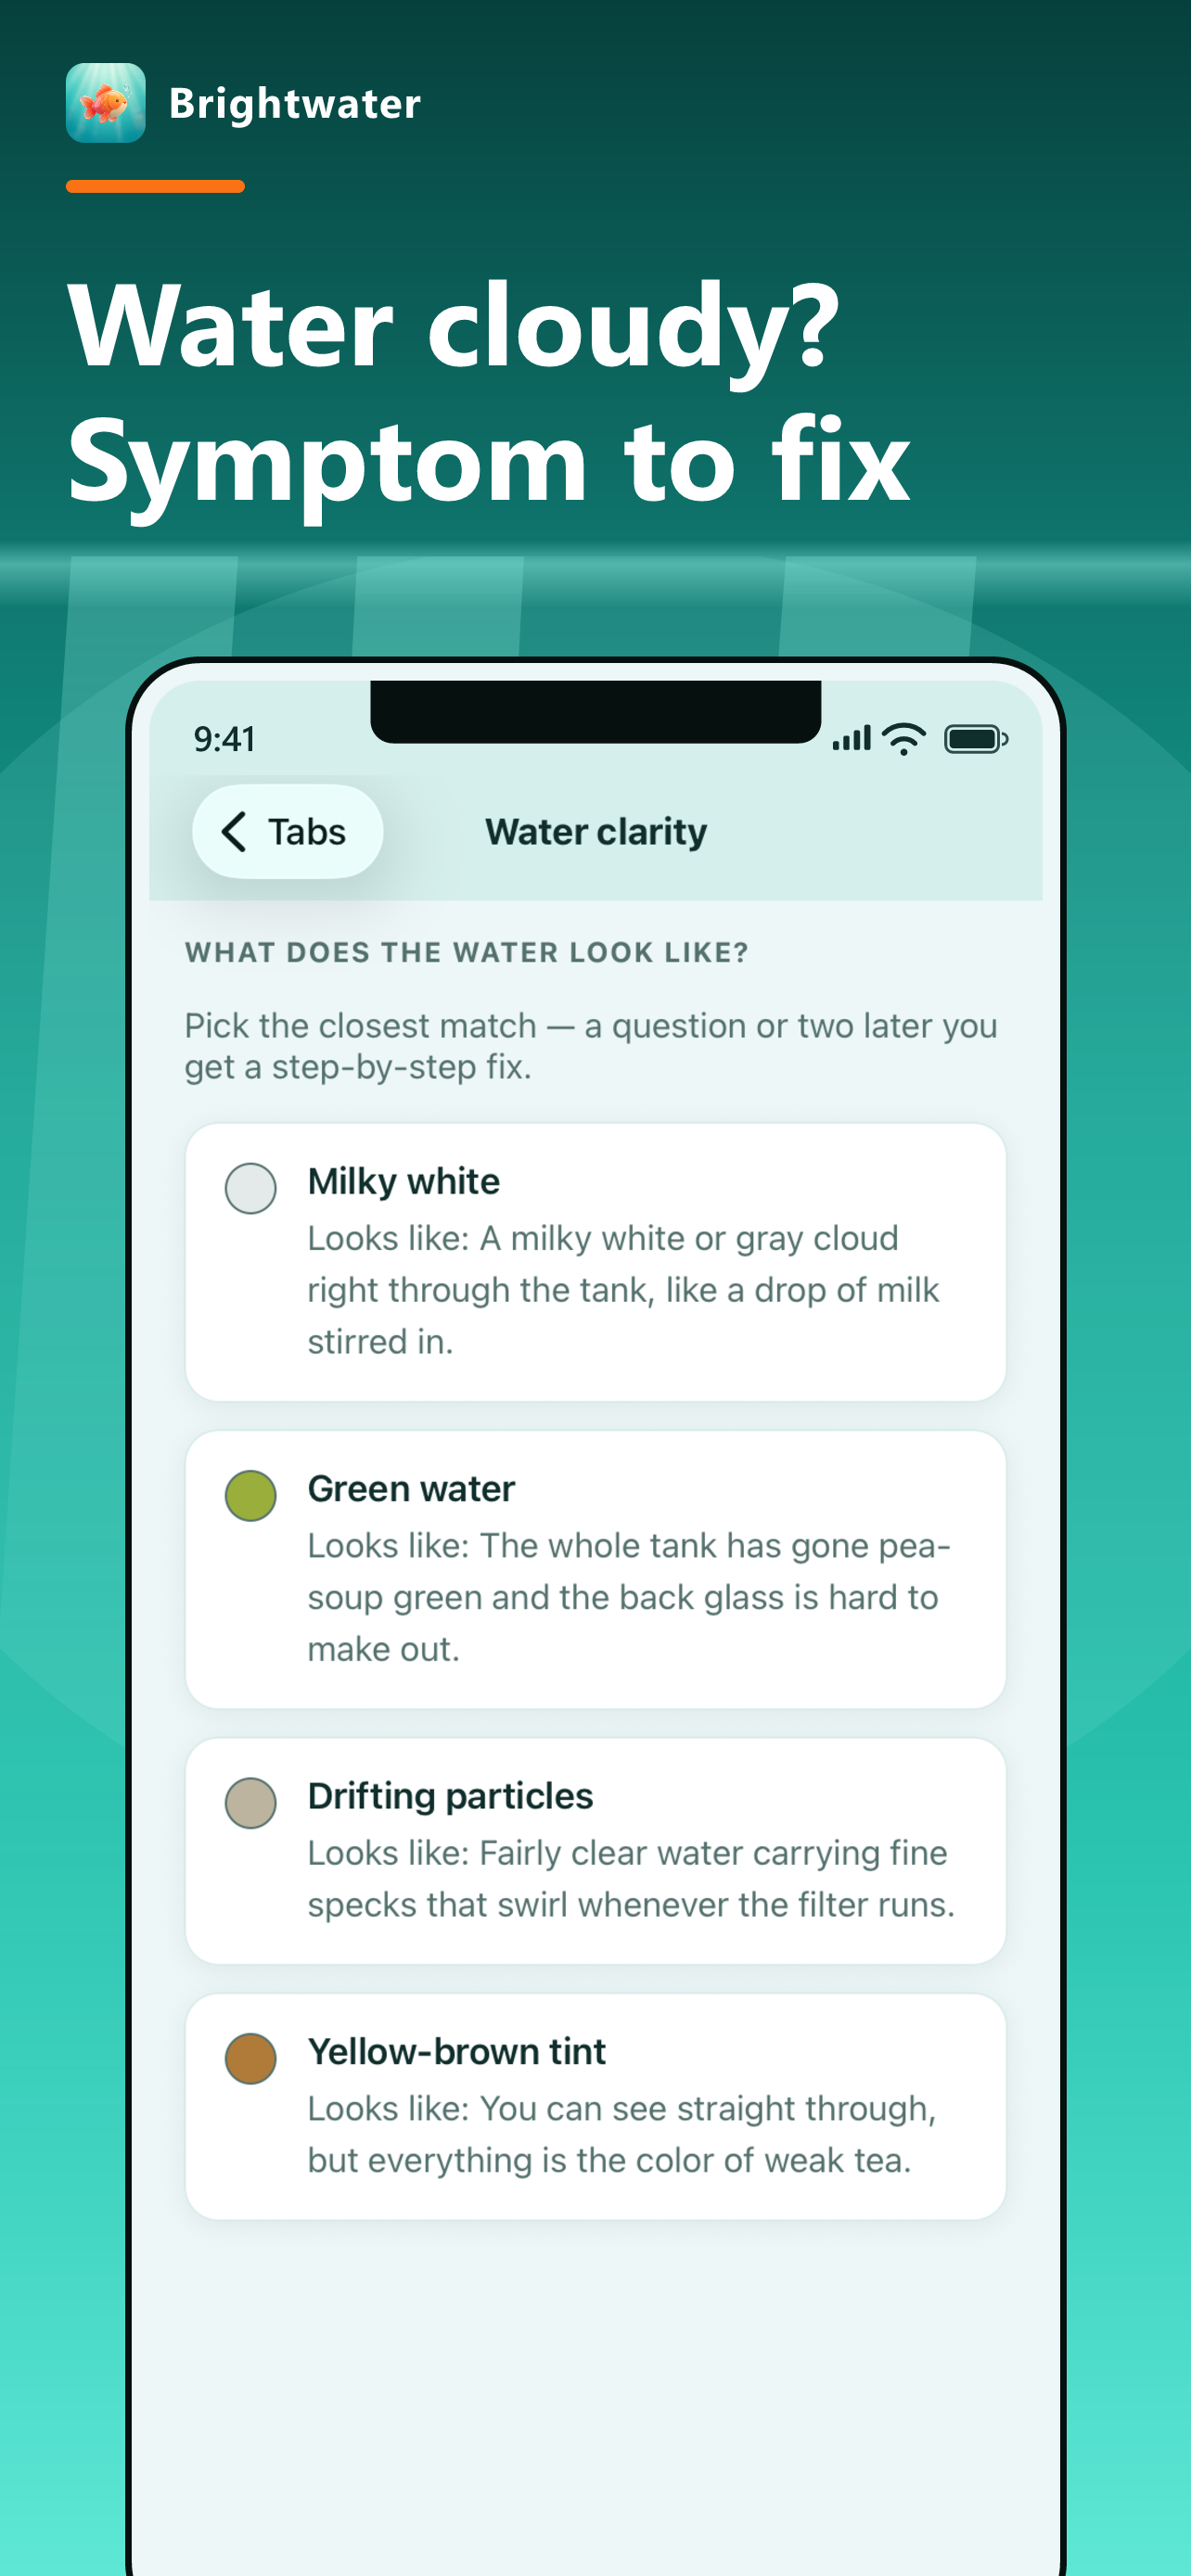 Brightwater
Water cloudy?
Symptom to fix
9:41
Tabs
Water clarity
WHAT DOES THE WATER LOOK LIKE?
Pick the closest match — a question or two later you
get a step-by-step fix.
Milky white
Looks like: A milky white or gray cloud
right through the tank, like a drop of milk
stirred in.
Green water
Looks like: The whole tank has gone pea-
soup green and the back glass is hard to
make out.
Drifting particles
Looks like: Fairly clear water carrying fine
specks that swirl whenever the filter runs.
Yellow-brown tint
Looks like: You can see straight through,
but everything is the color of weak tea.